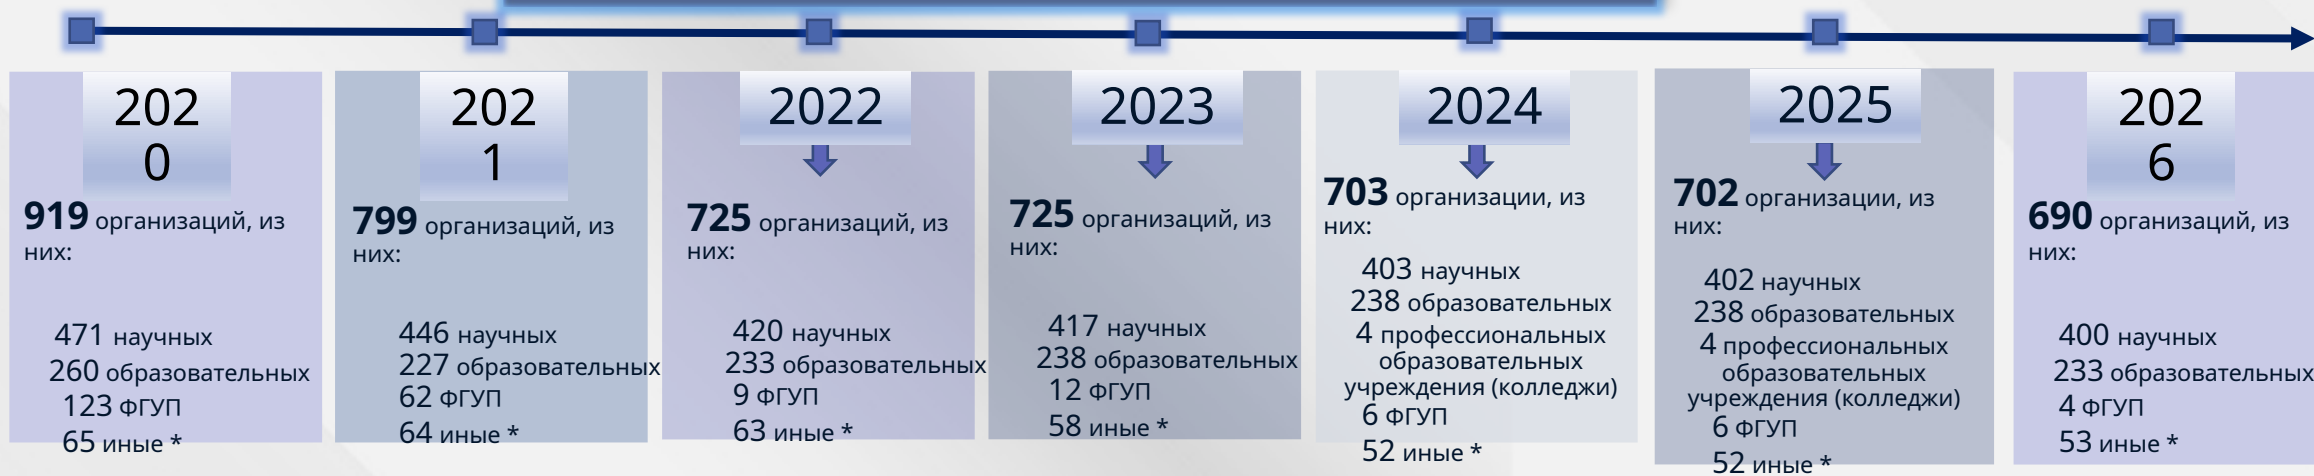 202
0
919 организаций, из
них:
471 научных
260 образовательных
123 ФГУП
65 иные *
202
1
799 организаций, из
них:
446 научных
227 образовательных
62 ФГУП
64 иные *
2022
725 организаций, из
них:
420 научных
233 образовательных
9 ФГУП
63 иные *
2023
725 организаций, из
них:
417 научных
238 образовательных
12 ФГУП
58 иные *
2024
703 организации, из
них:
403 научных
238 образовательных
4 профессиональных
образовательных
учреждения (колледжи)
6 ФГУП
52 иные *
2025
702 организации, из
них:
402 научных
238 образовательных
4 профессиональных
образовательных
учреждения (колледжи)
6 ФГУП
52 иные *
202
6
690 организаций, из
них:
400 научных
233 образовательных
4 ФГУП
53 иные *